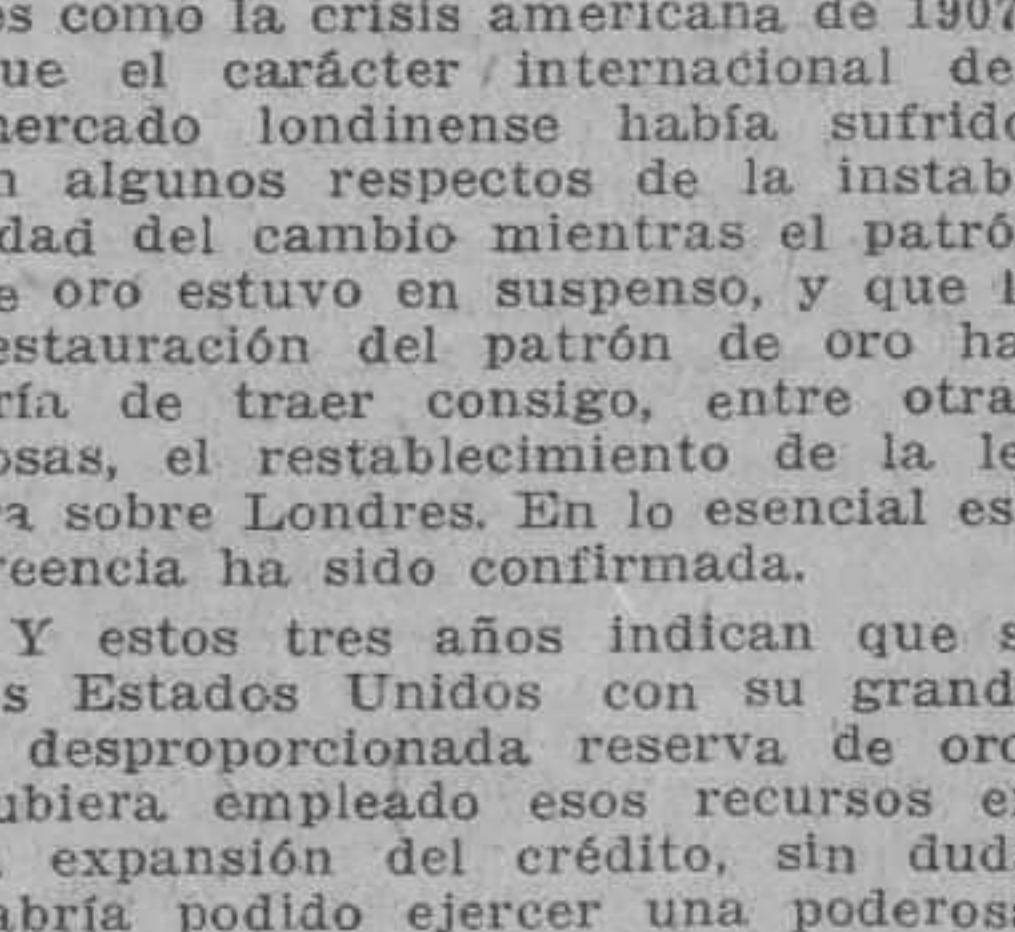 es como la crisis americana de 1907
ue el carácter internacional de
ercado londinense había sufrido
n algunos respectos de la instab
dad del cambio mientras el patró
e oro estuvo en suspenso, y que l
estauración del patrón de oro ha
ría de traer consigo, entre otra
osas, el restablecimiento de la le
a sobre Londres. En lo esencial es
reencia ha sido confirmada.
Y estos tres años indican que s
s Estados Unidos con su grand
desproporcionada reserva de oro
ubiera empleado esos recursos e
expansión del crédito, sin dud
abría podido ejercer una poderos